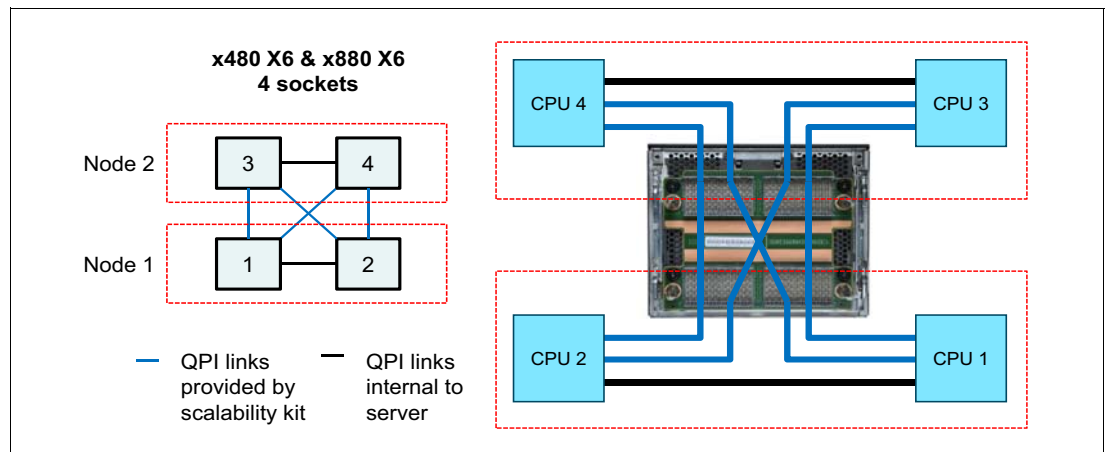 x480 X6 & x880 X6
4 sockets
Node 2
3
4
Node 1
1
2
QPI links
provided by
scalability kit
QPI links
internal to
server
CPU 4
CPU 3
CPU 2
CPU 1